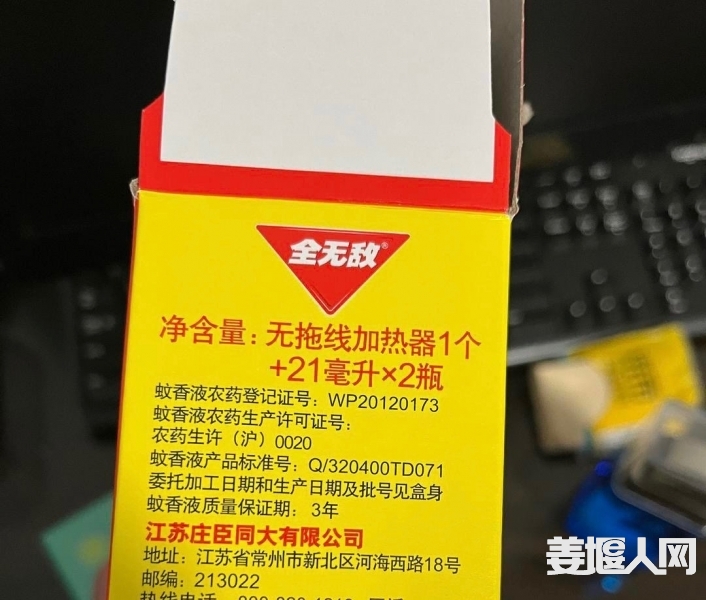 全无敌®
净含量：无拖线加热器1个
+21毫升×2瓶
蚊香液农药登记证号：WP20120173
蚊香液农药生产许可证号：
农药生许（沪）0020
蚊香液产品标准号：Q/320400TD071
委托加工日期和生产日期及批号见盒身
蚊香液质量保证期：3年
江苏庄臣同大有限公司
地址：江苏省常州市新北区河海西路18号
邮编：213022
姜堰人网